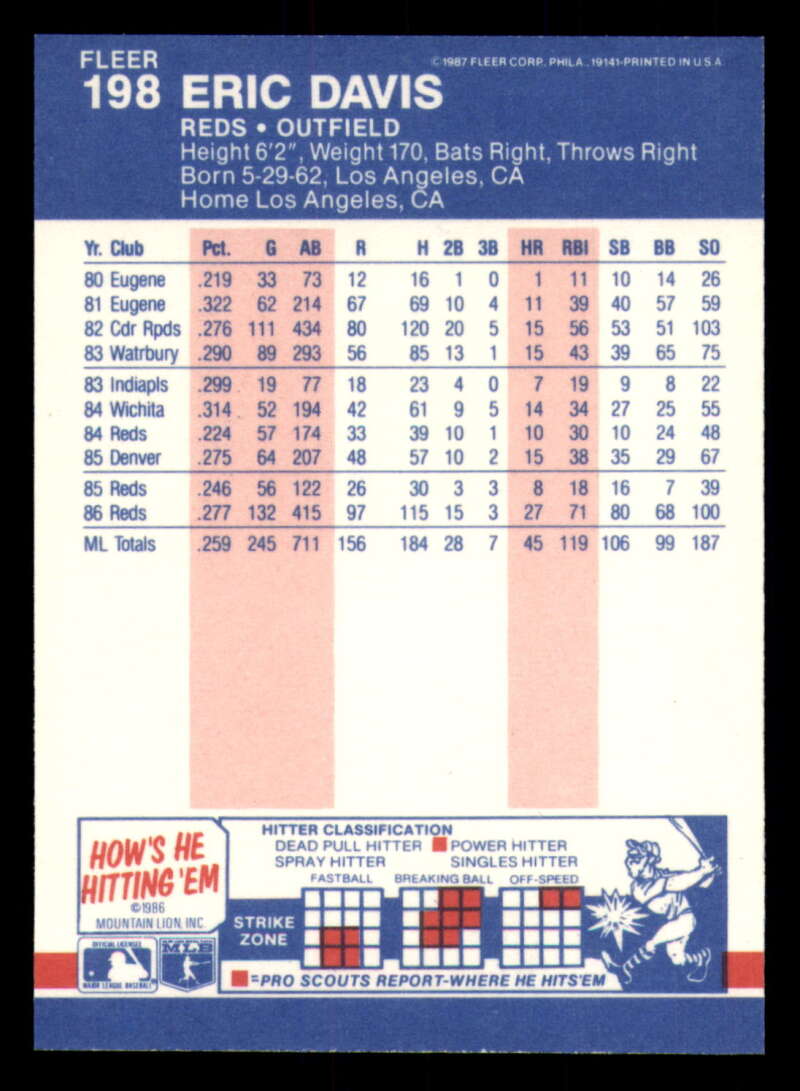 FLEER
198 ERIC DAVIS
©1987 FLEER CORP. PHILA., 19141-PRINTED IN U.S.A.
REDS • OUTFIELD
Height 6'2", Weight 170, Bats Right, Throws Right
Born 5-29-62, Los Angeles, CA
Home Los Angeles, CA
Yr. Club Pct. G AB R H 2B 3B HR RBI SB BB SO
80 Eugene .219 33 73 12 16 1 0 1 11 10 14 26
81 Eugene .322 62 214 67 69 10 4 11 39 40 57 59
82 Cdr Rpds .276 111 434 80 120 20 5 15 56 53 51 103
83 Watrbury .290 89 293 56 85 13 1 15 43 39 65 75
83 Indiapls .299 19 77 18 23 4 0 7 19 9 8 22
84 Wichita .314 52 194 42 61 9 5 14 34 27 25 55
84 Reds .224 57 174 33 39 10 1 10 30 10 24 48
85 Denver .275 64 207 48 57 10 2 15 38 35 29 67
85 Reds .246 56 122 26 30 3 3 8 18 16 7 39
86 Reds .277 132 415 97 115 15 3 27 71 80 68 100
ML Totals .259 245 711 156 184 28 7 45 119 106 99 187
HOW'S HE
HITTING 'EM
©1986
MOUNTAIN LION, INC.
OFFICIAL LICENSEE
MAJOR LEAGUE BASEBALL
MLB
HITTER CLASSIFICATION
DEAD PULL HITTER POWER HITTER
SPRAY HITTER SINGLES HITTER
FASTBALL BREAKING BALL OFF-SPEED
STRIKE
ZONE
=PRO SCOUTS REPORT-WHERE HE HITS'EM